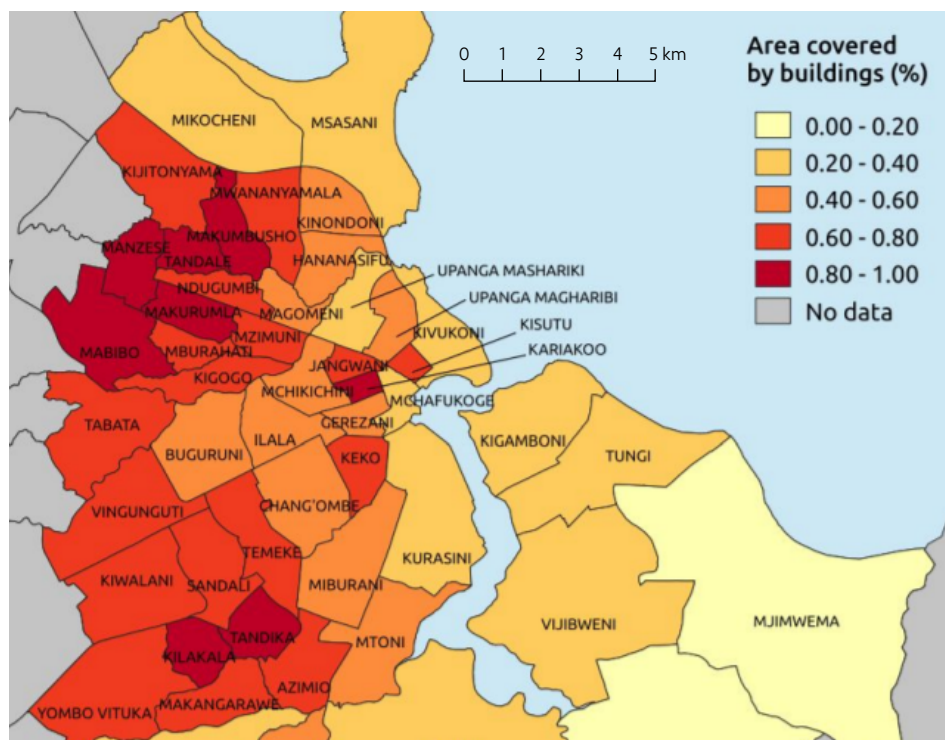 0 1 2 3 4 5 km
Area covered
by buildings (%)
0.00 - 0.20
0.20 - 0.40
0.40 - 0.60
0.60 - 0.80
0.80 - 1.00
No data
MIKOCHENI
MSASANI
KIJITONYAMA
MWANANYAMALA
KINONDONI
MAKUMBUSHO
MANZESE
TANDALE
HANANASIFU
UPANGA MASHARIKI
NDUGUMBI
UPANGA MAGHARIBI
MAKURUMLA
MAGOMENI
KISUTU
KIVUKONI
MZIMUNI
MABIBO
MBURAHATI
KARIAKOO
JANGWANI
KIGOGO
MCHIKICHINI
MCHAFUKOGE
TABATA
GEREZANI
ILALA
KIGAMBONI
BUGURUNI
KEKO
TUNGI
CHANG'OMBE
VINGUNGUTI
TEMEKE
KURASINI
KIWALANI
SANDALI
MIBURANI
MJIMWEMA
VIJIBWENI
TANDIKA
MTONI
KILAKALA
AZIMIO
MAKANGARAWE
YOMBO VITUKA